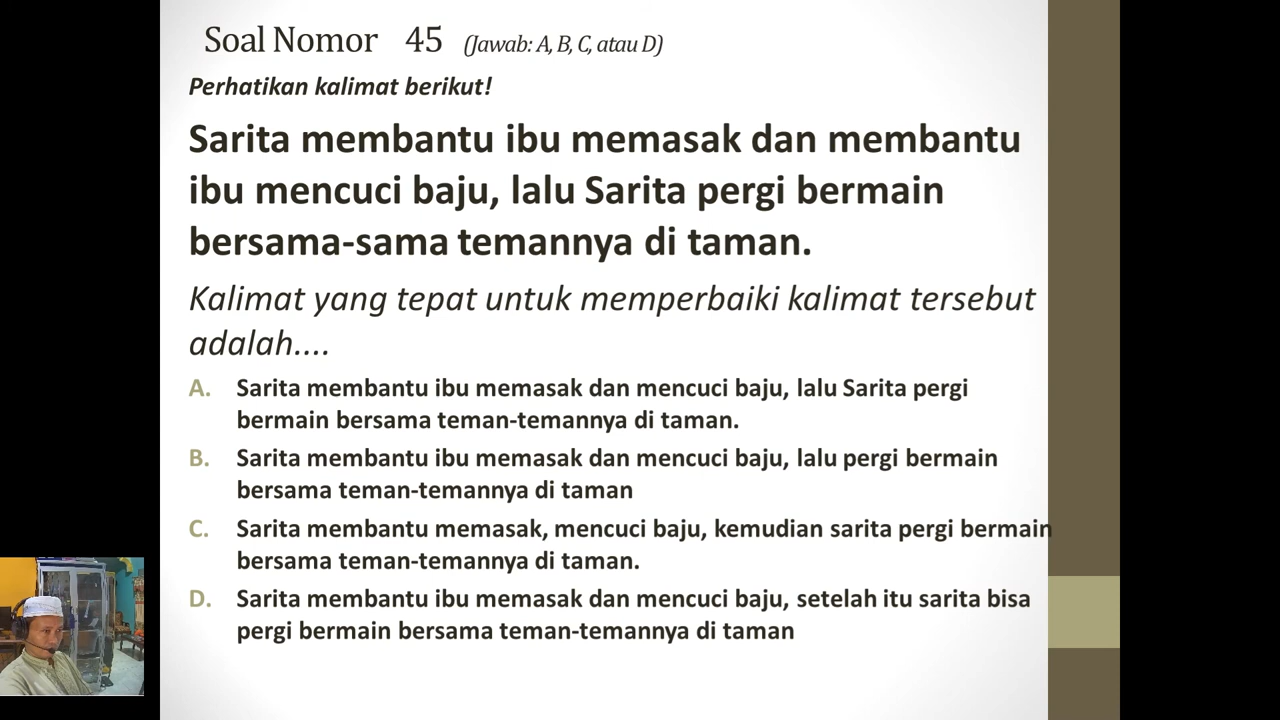 Soal Nomor 45 (Jawab: A, B, C, atau D)
Perhatikan kalimat berikut!
Sarita membantu ibu memasak dan membantu
ibu mencuci baju, lalu Sarita pergi bermain
bersama-sama temannya di taman.
Kalimat yang tepat untuk memperbaiki kalimat tersebut
adalah....
A. Sarita membantu ibu memasak dan mencuci baju, lalu Sarita pergi
bermain bersama teman-temannya di taman.
B. Sarita membantu ibu memasak dan mencuci baju, lalu pergi bermain
bersama teman-temannya di taman
C. Sarita membantu memasak, mencuci baju, kemudian sarita pergi bermain
bersama teman-temannya di taman.
D. Sarita membantu ibu memasak dan mencuci baju, setelah itu sarita bisa
pergi bermain bersama teman-temannya di taman